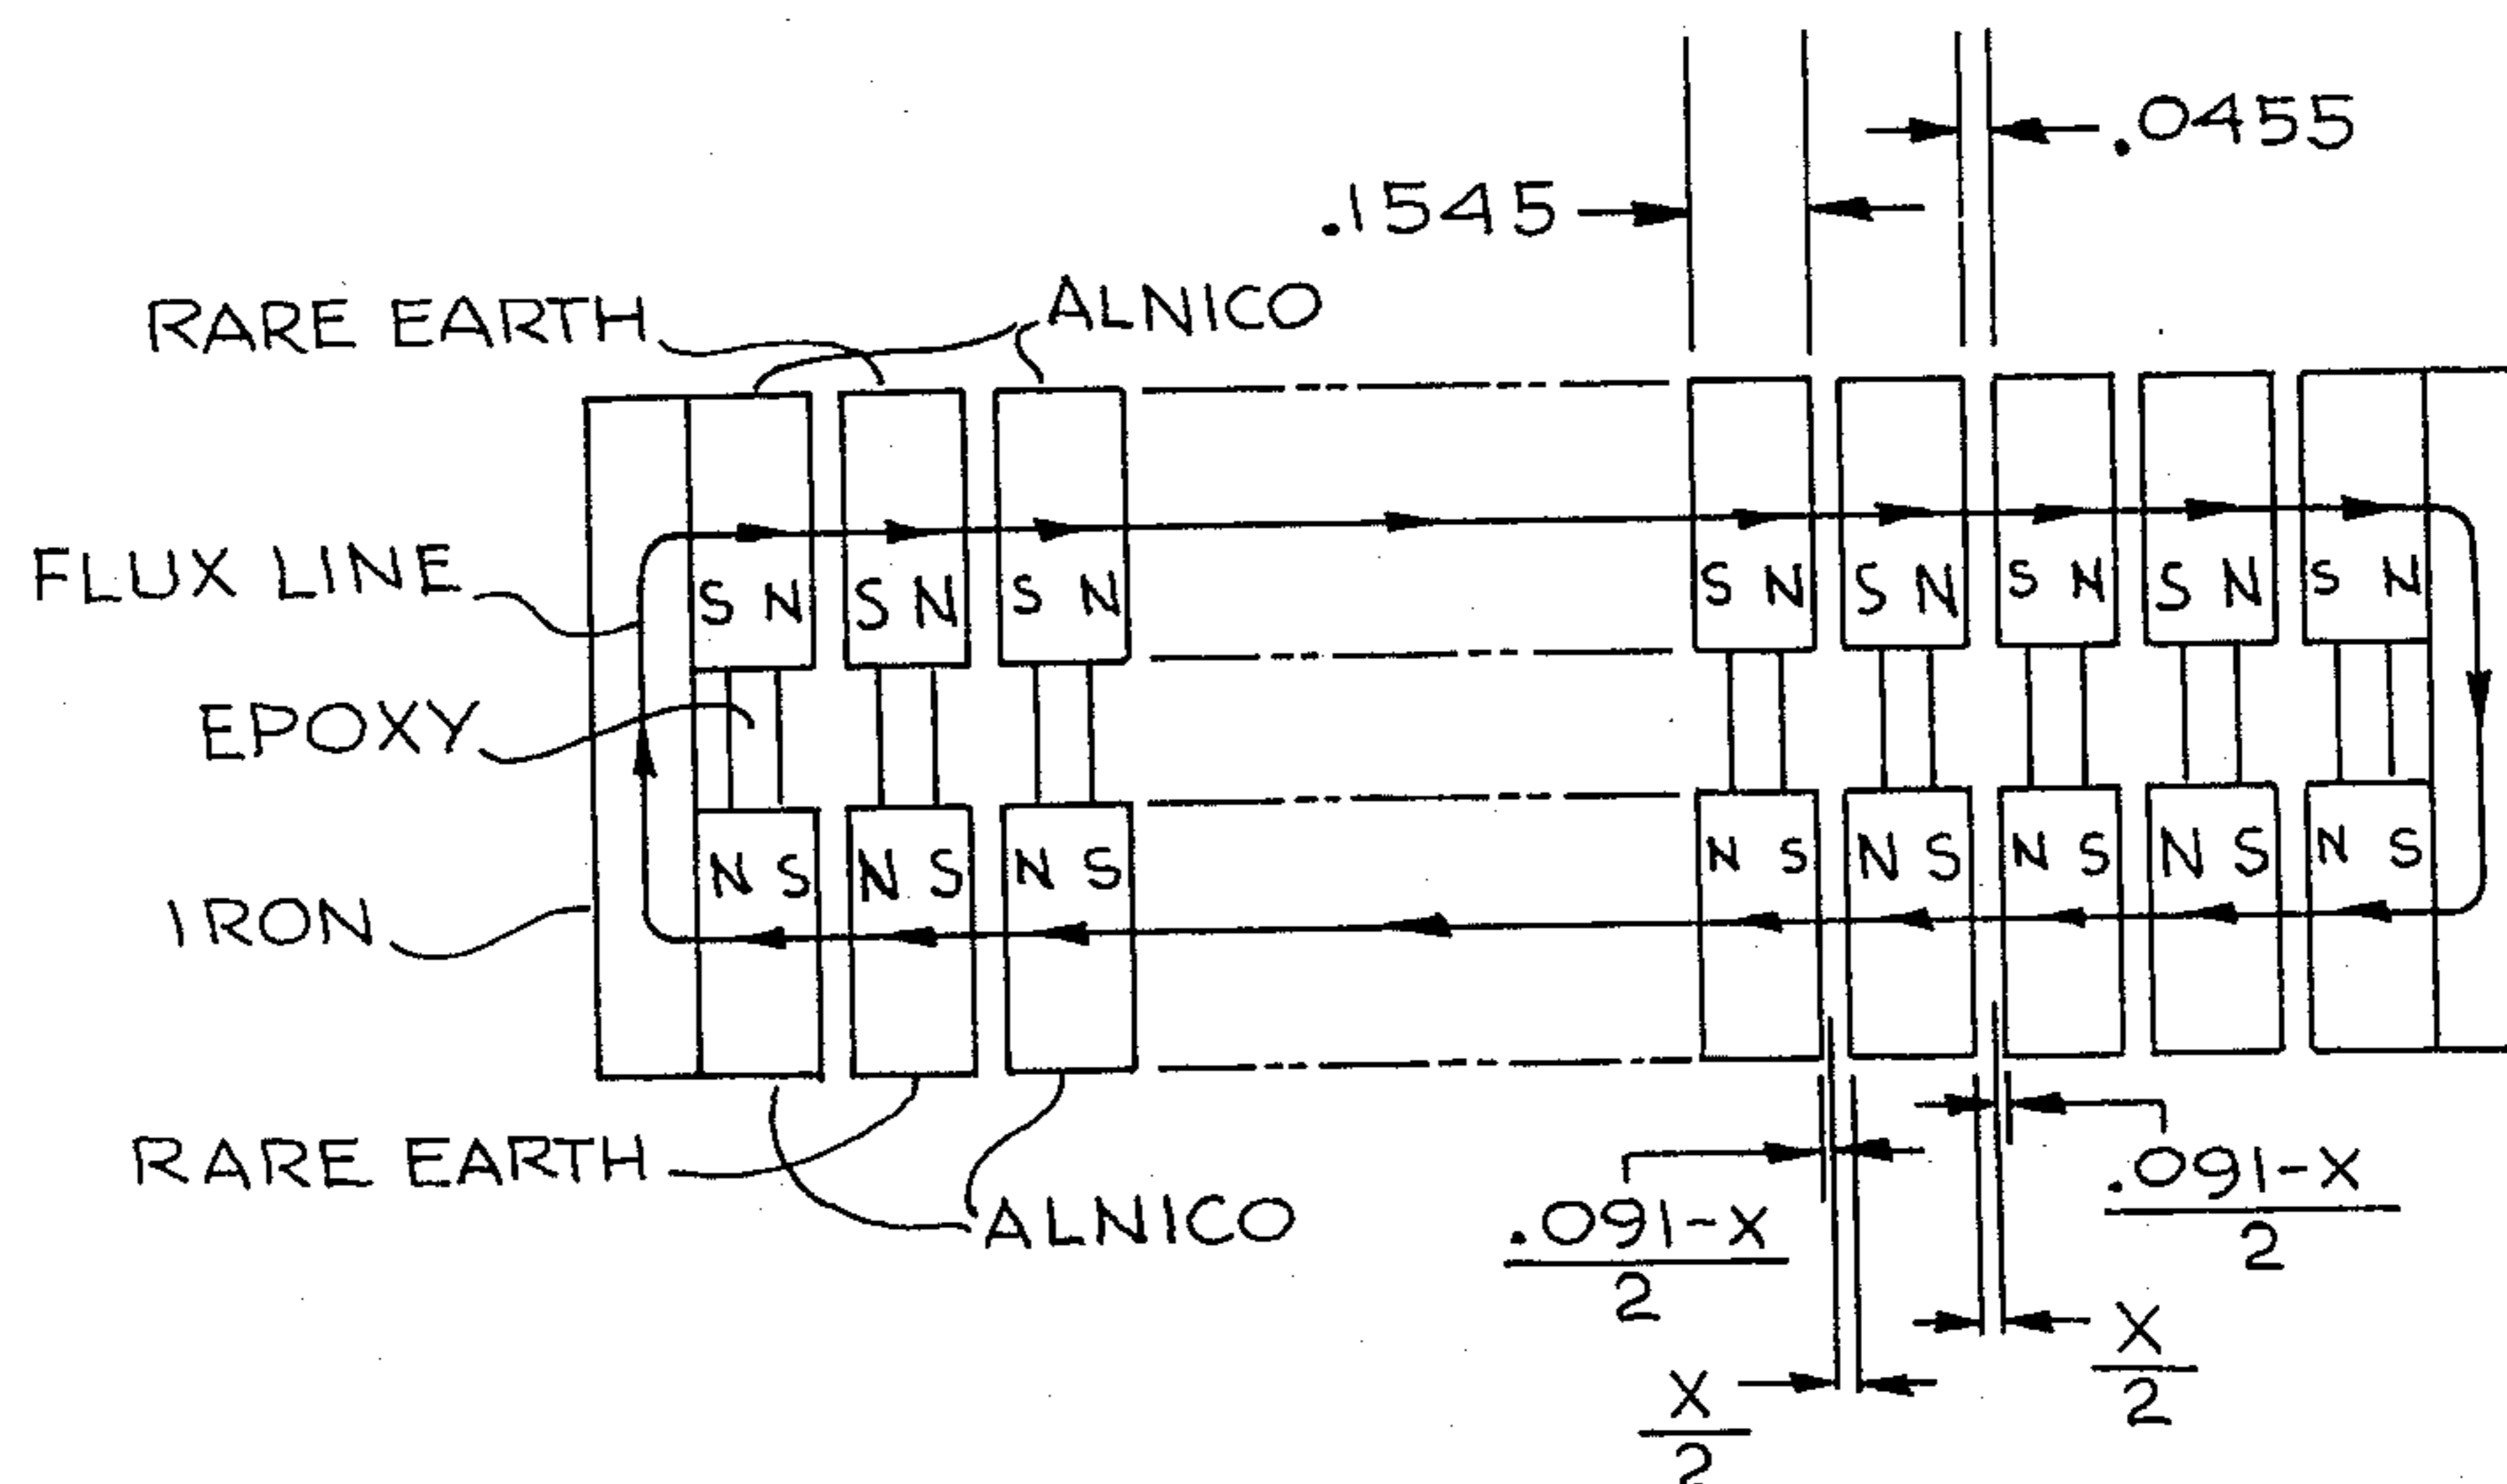 .0455
.1545
RARE EARTH
ALNICO
FLUX LINE
S N S N S N S N S N S N S N S N
EPOXY
N S N S N S N S N S N S N S N S
IRON
RARE EARTH
ALNICO
.091-X
2
.091-X
2
X
2
X
2